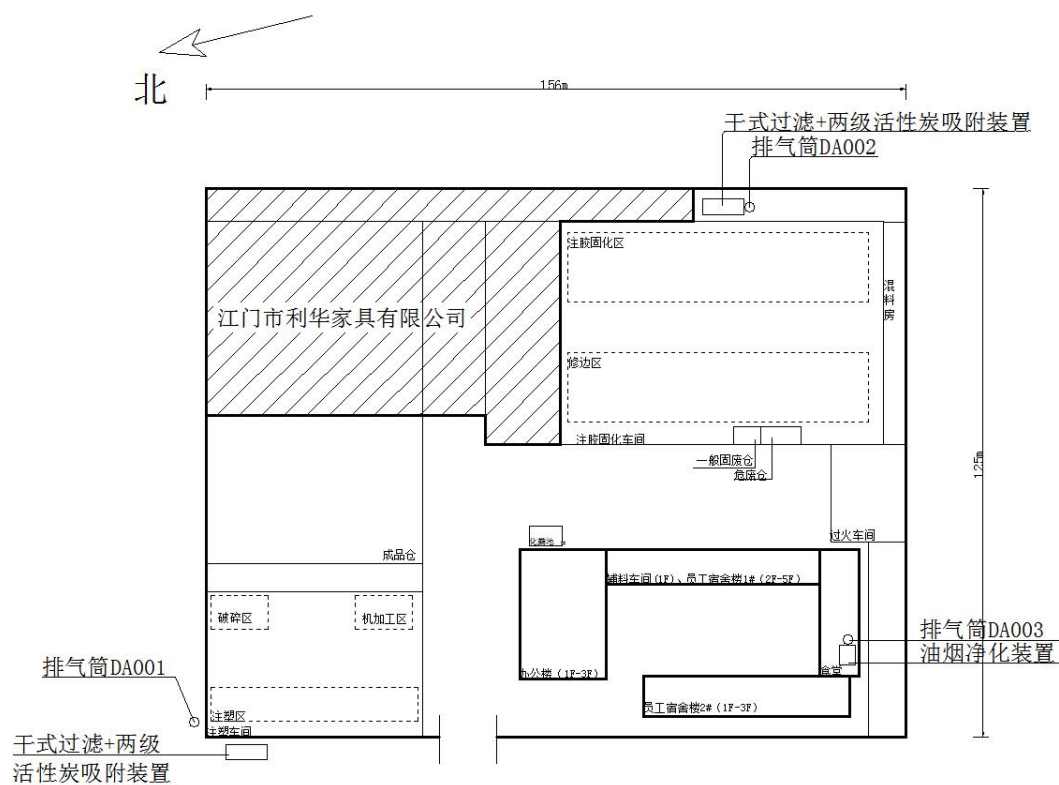 北
156m
干式过滤+两级活性炭吸附装置
排气筒DA002
注胶固化区
混料房
江门市利华家具有限公司
修边区
注胶固化车间
一般固废仓
危废仓
125m
化粪池
过火车间
成品仓
辅料车间(1F)、员工宿舍楼1#(2F-5F)
破碎区
机加工区
排气筒DA003
油烟净化装置
排气筒DA001
办公楼(1F-3F)
食堂
员工宿舍楼2#(1F-3F)
注塑区
注塑车间
干式过滤+两级
活性炭吸附装置